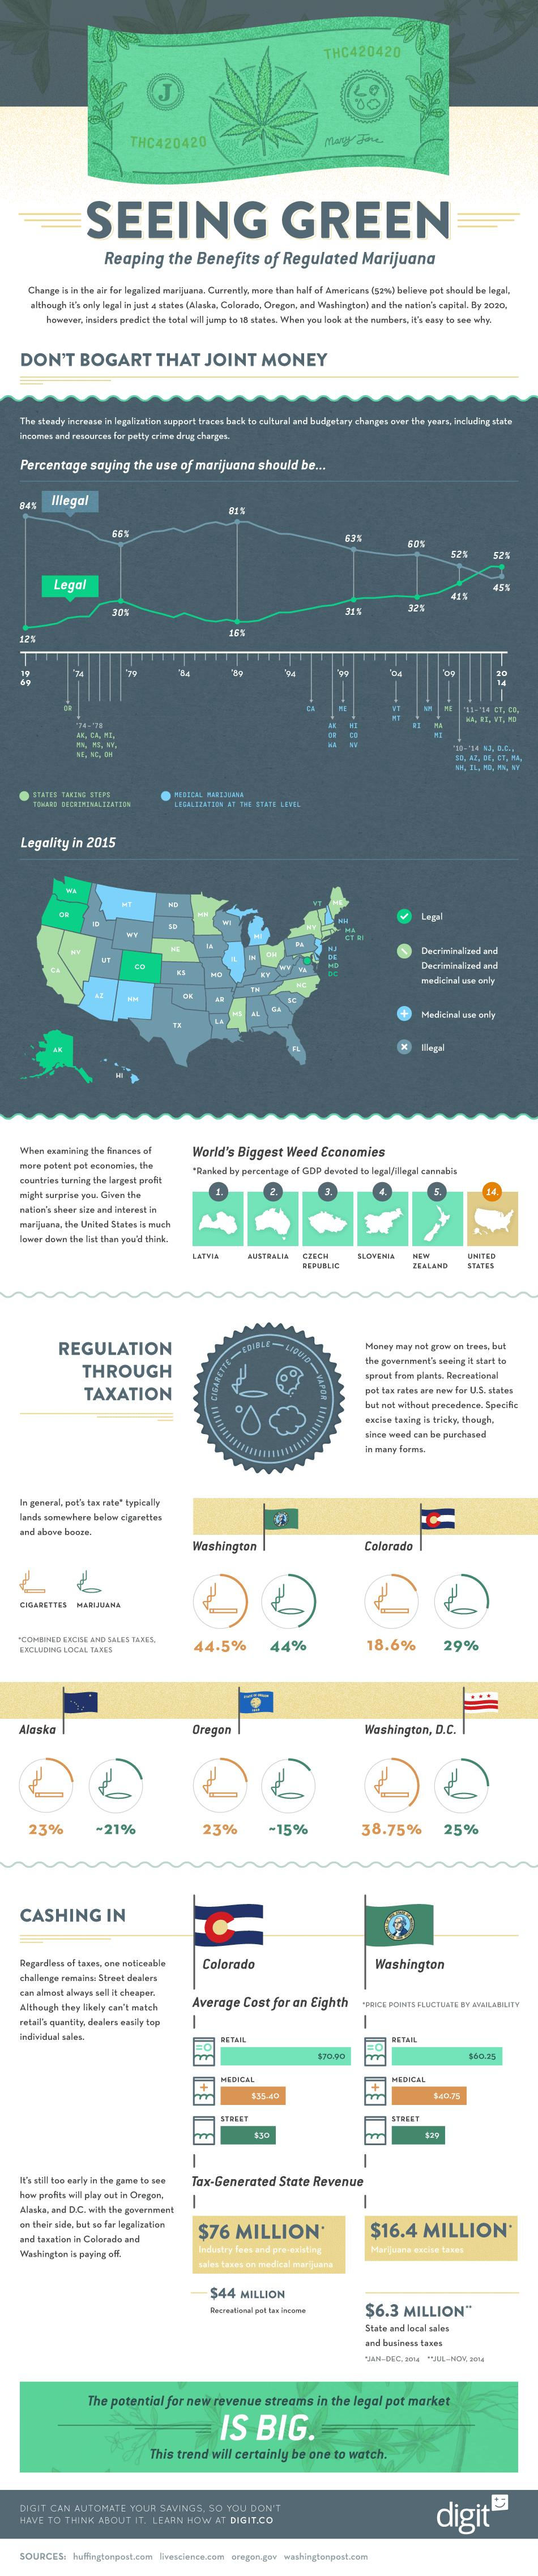 THC420420
J
THC420420
Mary Jane
SEEING GREEN
Reaping the Benefits of Regulated Marijuana
Change is in the air for legalized marijuana. Currently, more than half of Americans (52%) believe pot should be legal,
although it's only legal in just 4 states (Alaska, Colorado, Oregon, and Washington) and the nation's capital. By 2020,
however, insiders predict the total will jump to 18 states. When you look at the numbers, it's easy to see why.
DON'T BOGART THAT JOINT MONEY
The steady increase in legalization support traces back to cultural and budgetary changes over the years, including state
incomes and resources for petty crime drug charges.
Percentage saying the use of marijuana should be...
84%
Illegal
66%
81%
63%
60%
52%
52%
Legal
12%
30%
16%
31%
32%
41%
45%
19
69
'74
'79
'84
'89
'94
'99
'04
'09
20
14
OR
'74-'78
AK, CA, MI,
MN, MS, NY,
NE, NC, OH
CA
AK
OR
WA
ME
HI
CO
NV
VT
MT
RI
NM
MA
MI
ME
'11-'14 CT, CO,
WA, RI, VT, MD
'10-'14 NJ, D.C.,
SD, AZ, DE, CT, MA,
NH, IL, MD, MN, NY
STATES TAKING STEPS
TOWARD DECRIMINALIZATION
MEDICAL MARIJUANA
LEGALIZATION AT THE STATE LEVEL
Legality in 2015
WA
OR
CA
NV
ID
MT
WY
UT
AZ
CO
NM
ND
SD
NE
KS
OK
TX
MN
IA
MO
AR
LA
WI
IL
MI
IN
OH
KY
TN
MS
AL
GA
FL
SC
NC
VA
WV
PA
NY
VT
ME
NH
MA
CT RI
NJ
DE
MD
DC
AK
HI
Legal
Decriminalized and
Decriminalized and
medicinal use only
Medicinal use only
Illegal
When examining the finances of
more potent pot economies, the
countries turning the largest profit
might surprise you. Given the
nation's sheer size and interest in
marijuana, the United States is much
lower down the list than you'd think.
World's Biggest Weed Economies
*Ranked by percentage of GDP devoted to legal/illegal cannabis
1.
2.
3.
4.
5.
14.
LATVIA
AUSTRALIA
CZECH
REPUBLIC
SLOVENIA
NEW
ZEALAND
UNITED
STATES
REGULATION
THROUGH
TAXATION
CIGARETTE — EDIBLE — LIQUID — VAPOR
Money may not grow on trees, but
the government's seeing it start to
sprout from plants. Recreational
pot tax rates are new for U.S. states
but not without precedence. Specific
excise taxing is tricky, though,
since weed can be purchased
in many forms.
In general, pot's tax rate* typically
lands somewhere below cigarettes
and above booze.
CIGARETTES
MARIJUANA
*COMBINED EXCISE AND SALES TAXES,
EXCLUDING LOCAL TAXES
Washington
44.5%
44%
Colorado
18.6%
29%
Alaska
23%
~21%
Oregon
23%
~15%
Washington, D.C.
38.75%
25%
CASHING IN
Regardless of taxes, one noticeable
challenge remains: Street dealers
can almost always sell it cheaper.
Although they likely can't match
retail's quantity, dealers easily top
individual sales.
Colorado
Washington
Average Cost for an Eighth
*PRICE POINTS FLUCTUATE BY AVAILABILITY
RETAIL
$70.90
MEDICAL
$35.40
STREET
$30
RETAIL
$60.25
MEDICAL
$40.75
STREET
$29
It's still too early in the game to see
how profits will play out in Oregon,
Alaska, and D.C. with the government
on their side, but so far legalization
and taxation in Colorado and
Washington is paying off.
Tax-Generated State Revenue
$76 MILLION*
Industry fees and pre-existing
sales taxes on medical marijuana
$44 MILLION
Recreational pot tax income
$16.4 MILLION*
Marijuana excise taxes
$6.3 MILLION**
State and local sales
and business taxes
*JAN–DEC, 2014 **JUL–NOV, 2014
The potential for new revenue streams in the legal pot market
IS BIG.
This trend will certainly be one to watch.
DIGIT CAN AUTOMATE YOUR SAVINGS, SO YOU DON'T
HAVE TO THINK ABOUT IT. LEARN HOW AT DIGIT.CO
digit
SOURCES: huffingtonpost.com livescience.com oregon.gov washingtonpost.com